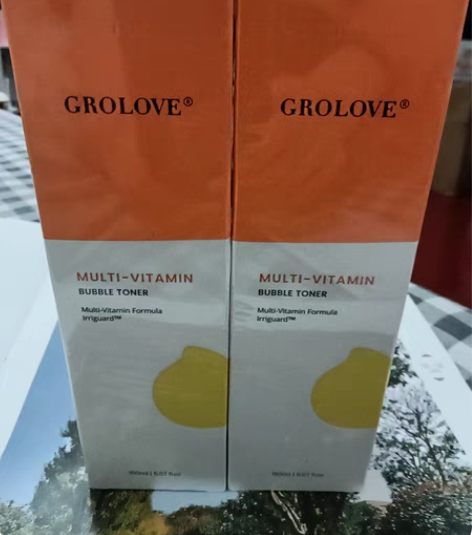 GROLOVE®
MULTI-VITAMIN
BUBBLE TONER
Multi-Vitamin Formula
Irriguard™
GROLOVE®
MULTI-VITAMIN
BUBBLE TONER
Multi-Vitamin Formula
Irriguard™